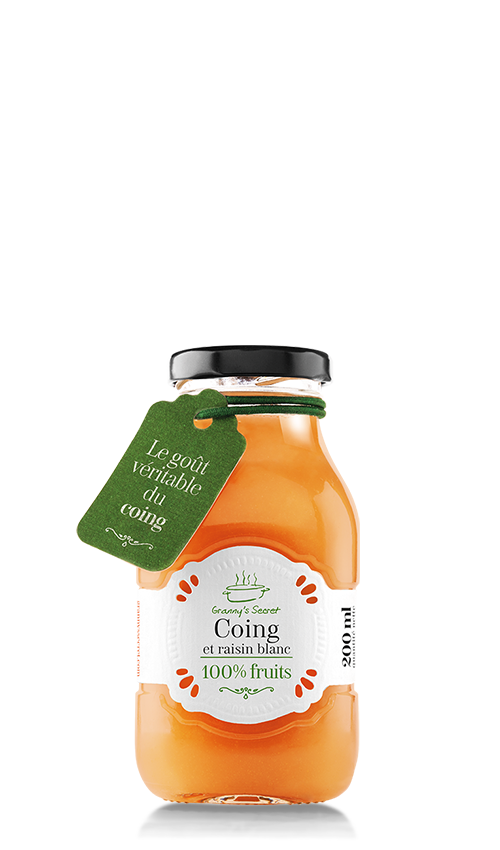 Le goût
véritable
du
coing
Granny's Secret
Coing
et raisin blanc
100% fruits
200 ml